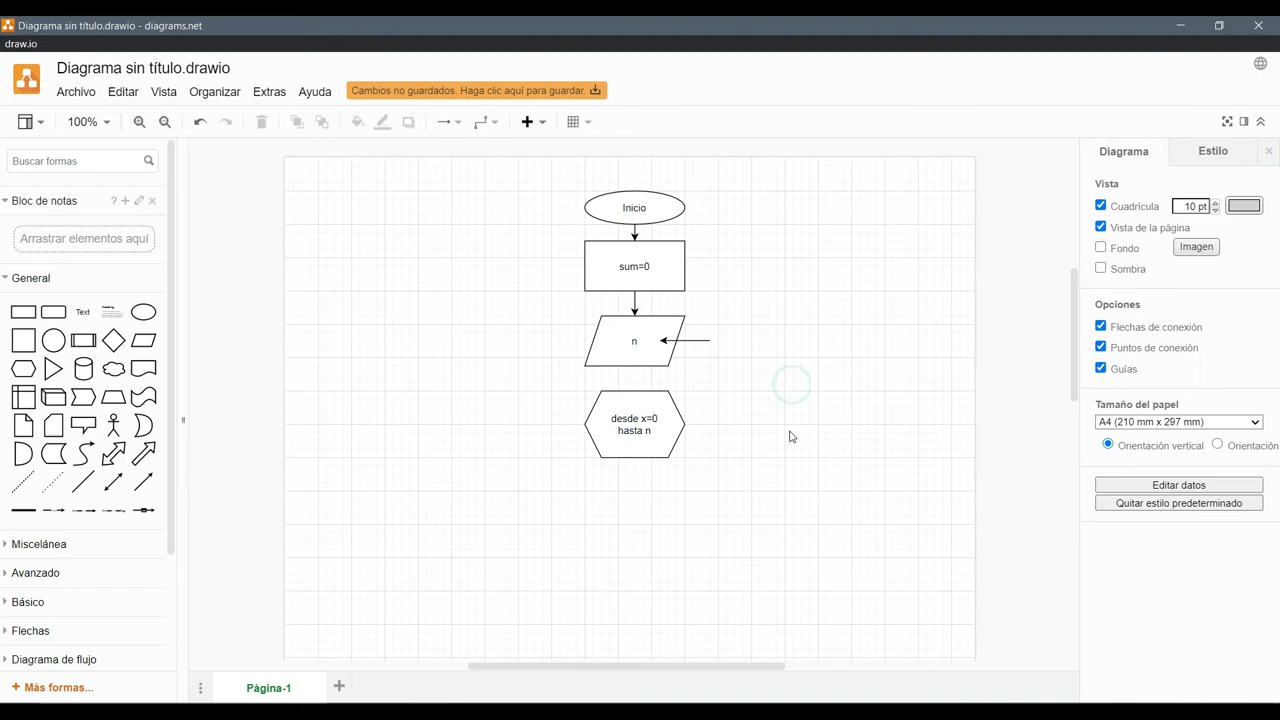 Diagrama sin título.drawio - diagrams.net
draw.io
Diagrama sin título.drawio
Archivo Editar Vista Organizar Extras Ayuda
Cambios no guardados. Haga clic aquí para guardar.
100%
Buscar formas
Bloc de notas
?
Arrastrar elementos aquí
General
Text
Heading
Misceláneа
Avanzado
Básico
Flechas
Diagrama de flujo
+ Más formas...
Inicio
sum=0
n
desde x=0
hasta n
Página-1
Diagrama Estilo
Vista
Cuadrícula 10 pt
Vista de la página
Fondo Imagen
Sombra
Opciones
Flechas de conexión
Puntos de conexión
Guías
Tamaño del papel
A4 (210 mm x 297 mm)
Orientación vertical Orientación
Editar datos
Quitar estilo predeterminado